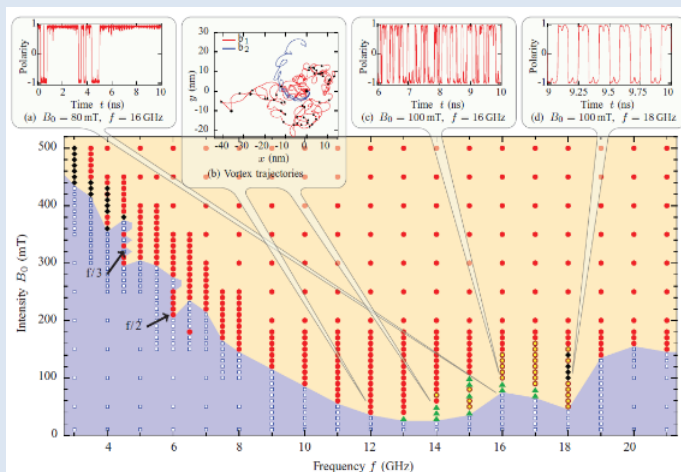 1
0
-1
Polarity
0 2 4 6 8 10
Time t (ns)
(a) B₀ = 80 mT, f = 16 GHz
30
20
10
0
-10
-20
-30
y (nm)
-40 -30 -20 -10 0 10
x (nm)
(b) Vortex trajectories
1
0
-1
Polarity
6 7 8 9 10
Time t (ns)
(c) B₀ = 100 mT, f = 16 GHz
1
0
-1
Polarity
9 9.25 9.5 9.75 10
Time t (ns)
(d) B₀ = 100 mT, f = 18 GHz
500
400
300
200
100
0
Intensity B₀ (mT)
f/3
f/2
4 6 8 10 12 14 16 18 20
Frequency f (GHz)